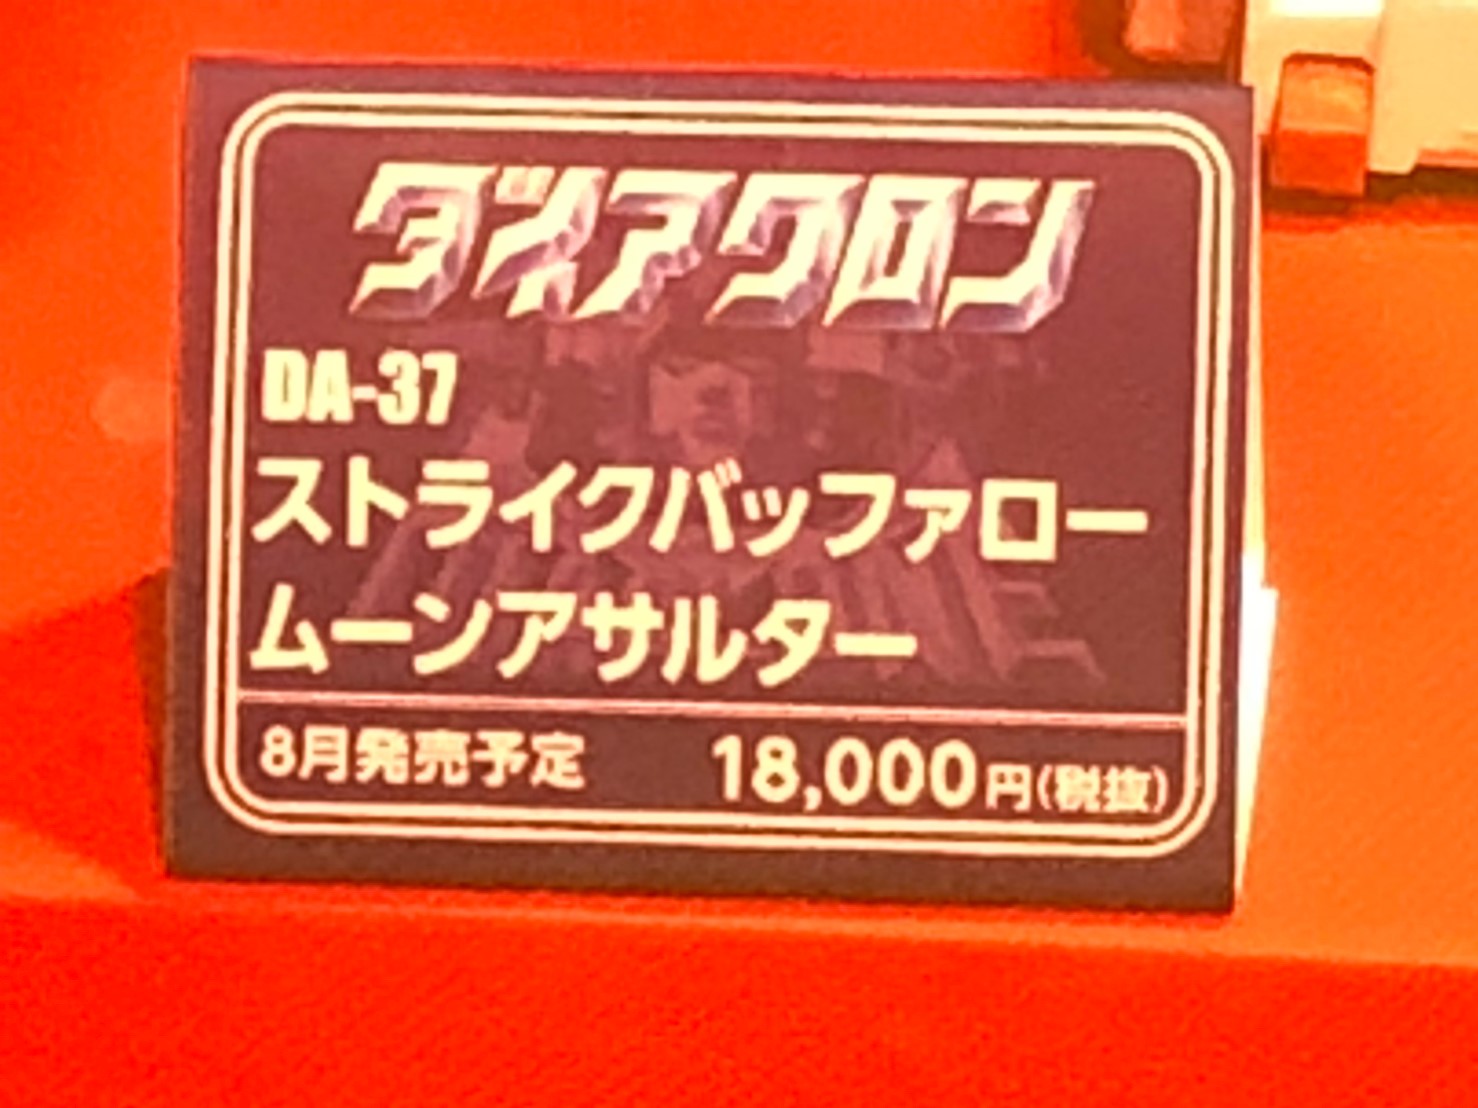 ダイアクロン
DA-37
ストライクバッファロー
ムーンアサルター
8月発売予定 18,000円(税抜)